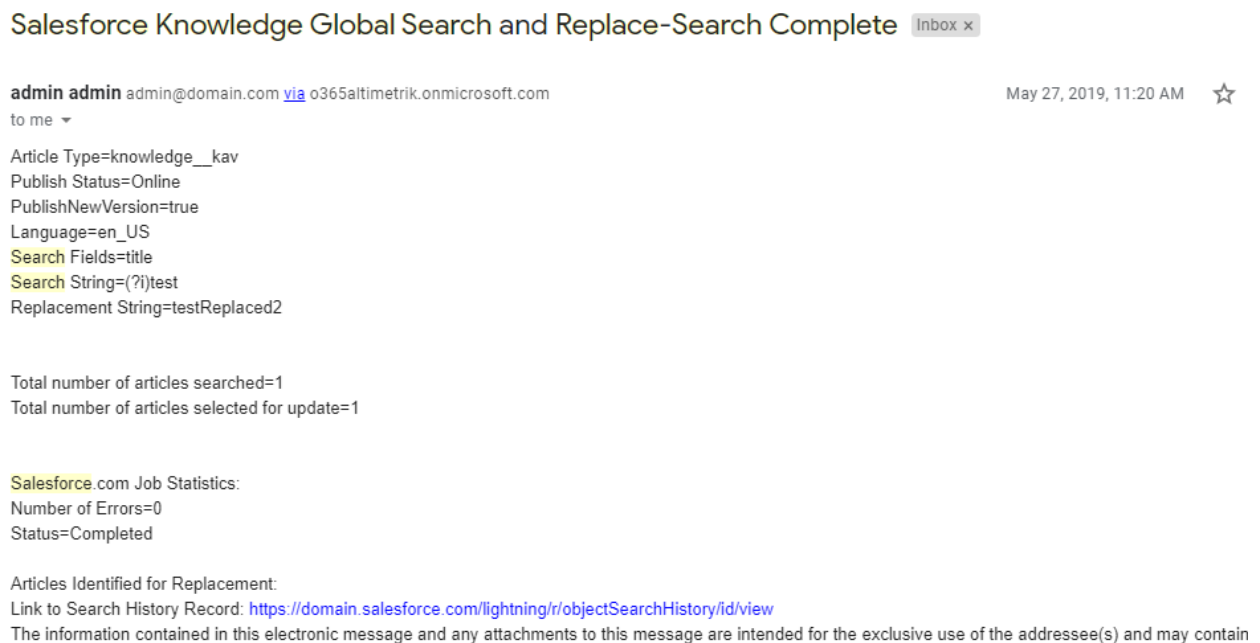 Salesforce Knowledge Global Search and Replace-Search Complete Inbox x
admin admin admin@domain.com via o365altimetrik.onmicrosoft.com May 27, 2019, 11:20 AM
to me
Article Type=knowledge__kav
Publish Status=Online
PublishNewVersion=true
Language=en_US
Search Fields=title
Search String=(?i)test
Replacement String=testReplaced2
Total number of articles searched=1
Total number of articles selected for update=1
Salesforce.com Job Statistics:
Number of Errors=0
Status=Completed
Articles Identified for Replacement:
Link to Search History Record: https://domain.salesforce.com/lightning/r/objectSearchHistory/id/view
The information contained in this electronic message and any attachments to this message are intended for the exclusive use of the addressee(s) and may contain